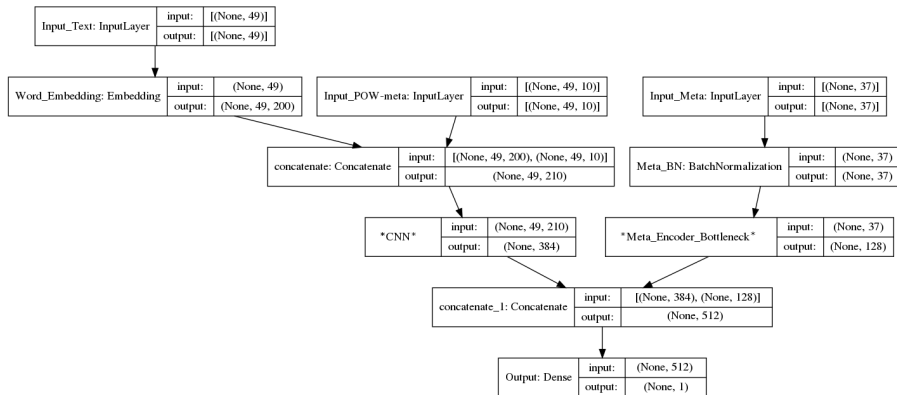 Input_Text: InputLayer
input: [(None, 49)]
output: [(None, 49)]
Word_Embedding: Embedding
input: (None, 49)
output: (None, 49, 200)
Input_POW-meta: InputLayer
input: [(None, 49, 10)]
output: [(None, 49, 10)]
Input_Meta: InputLayer
input: [(None, 37)]
output: [(None, 37)]
concatenate: Concatenate
input: [(None, 49, 200), (None, 49, 10)]
output: (None, 49, 210)
Meta_BN: BatchNormalization
input: (None, 37)
output: (None, 37)
*CNN*
input: (None, 49, 210)
output: (None, 384)
*Meta_Encoder_Bottleneck*
input: (None, 37)
output: (None, 128)
concatenate_1: Concatenate
input: [(None, 384), (None, 128)]
output: (None, 512)
Output: Dense
input: (None, 512)
output: (None, 1)